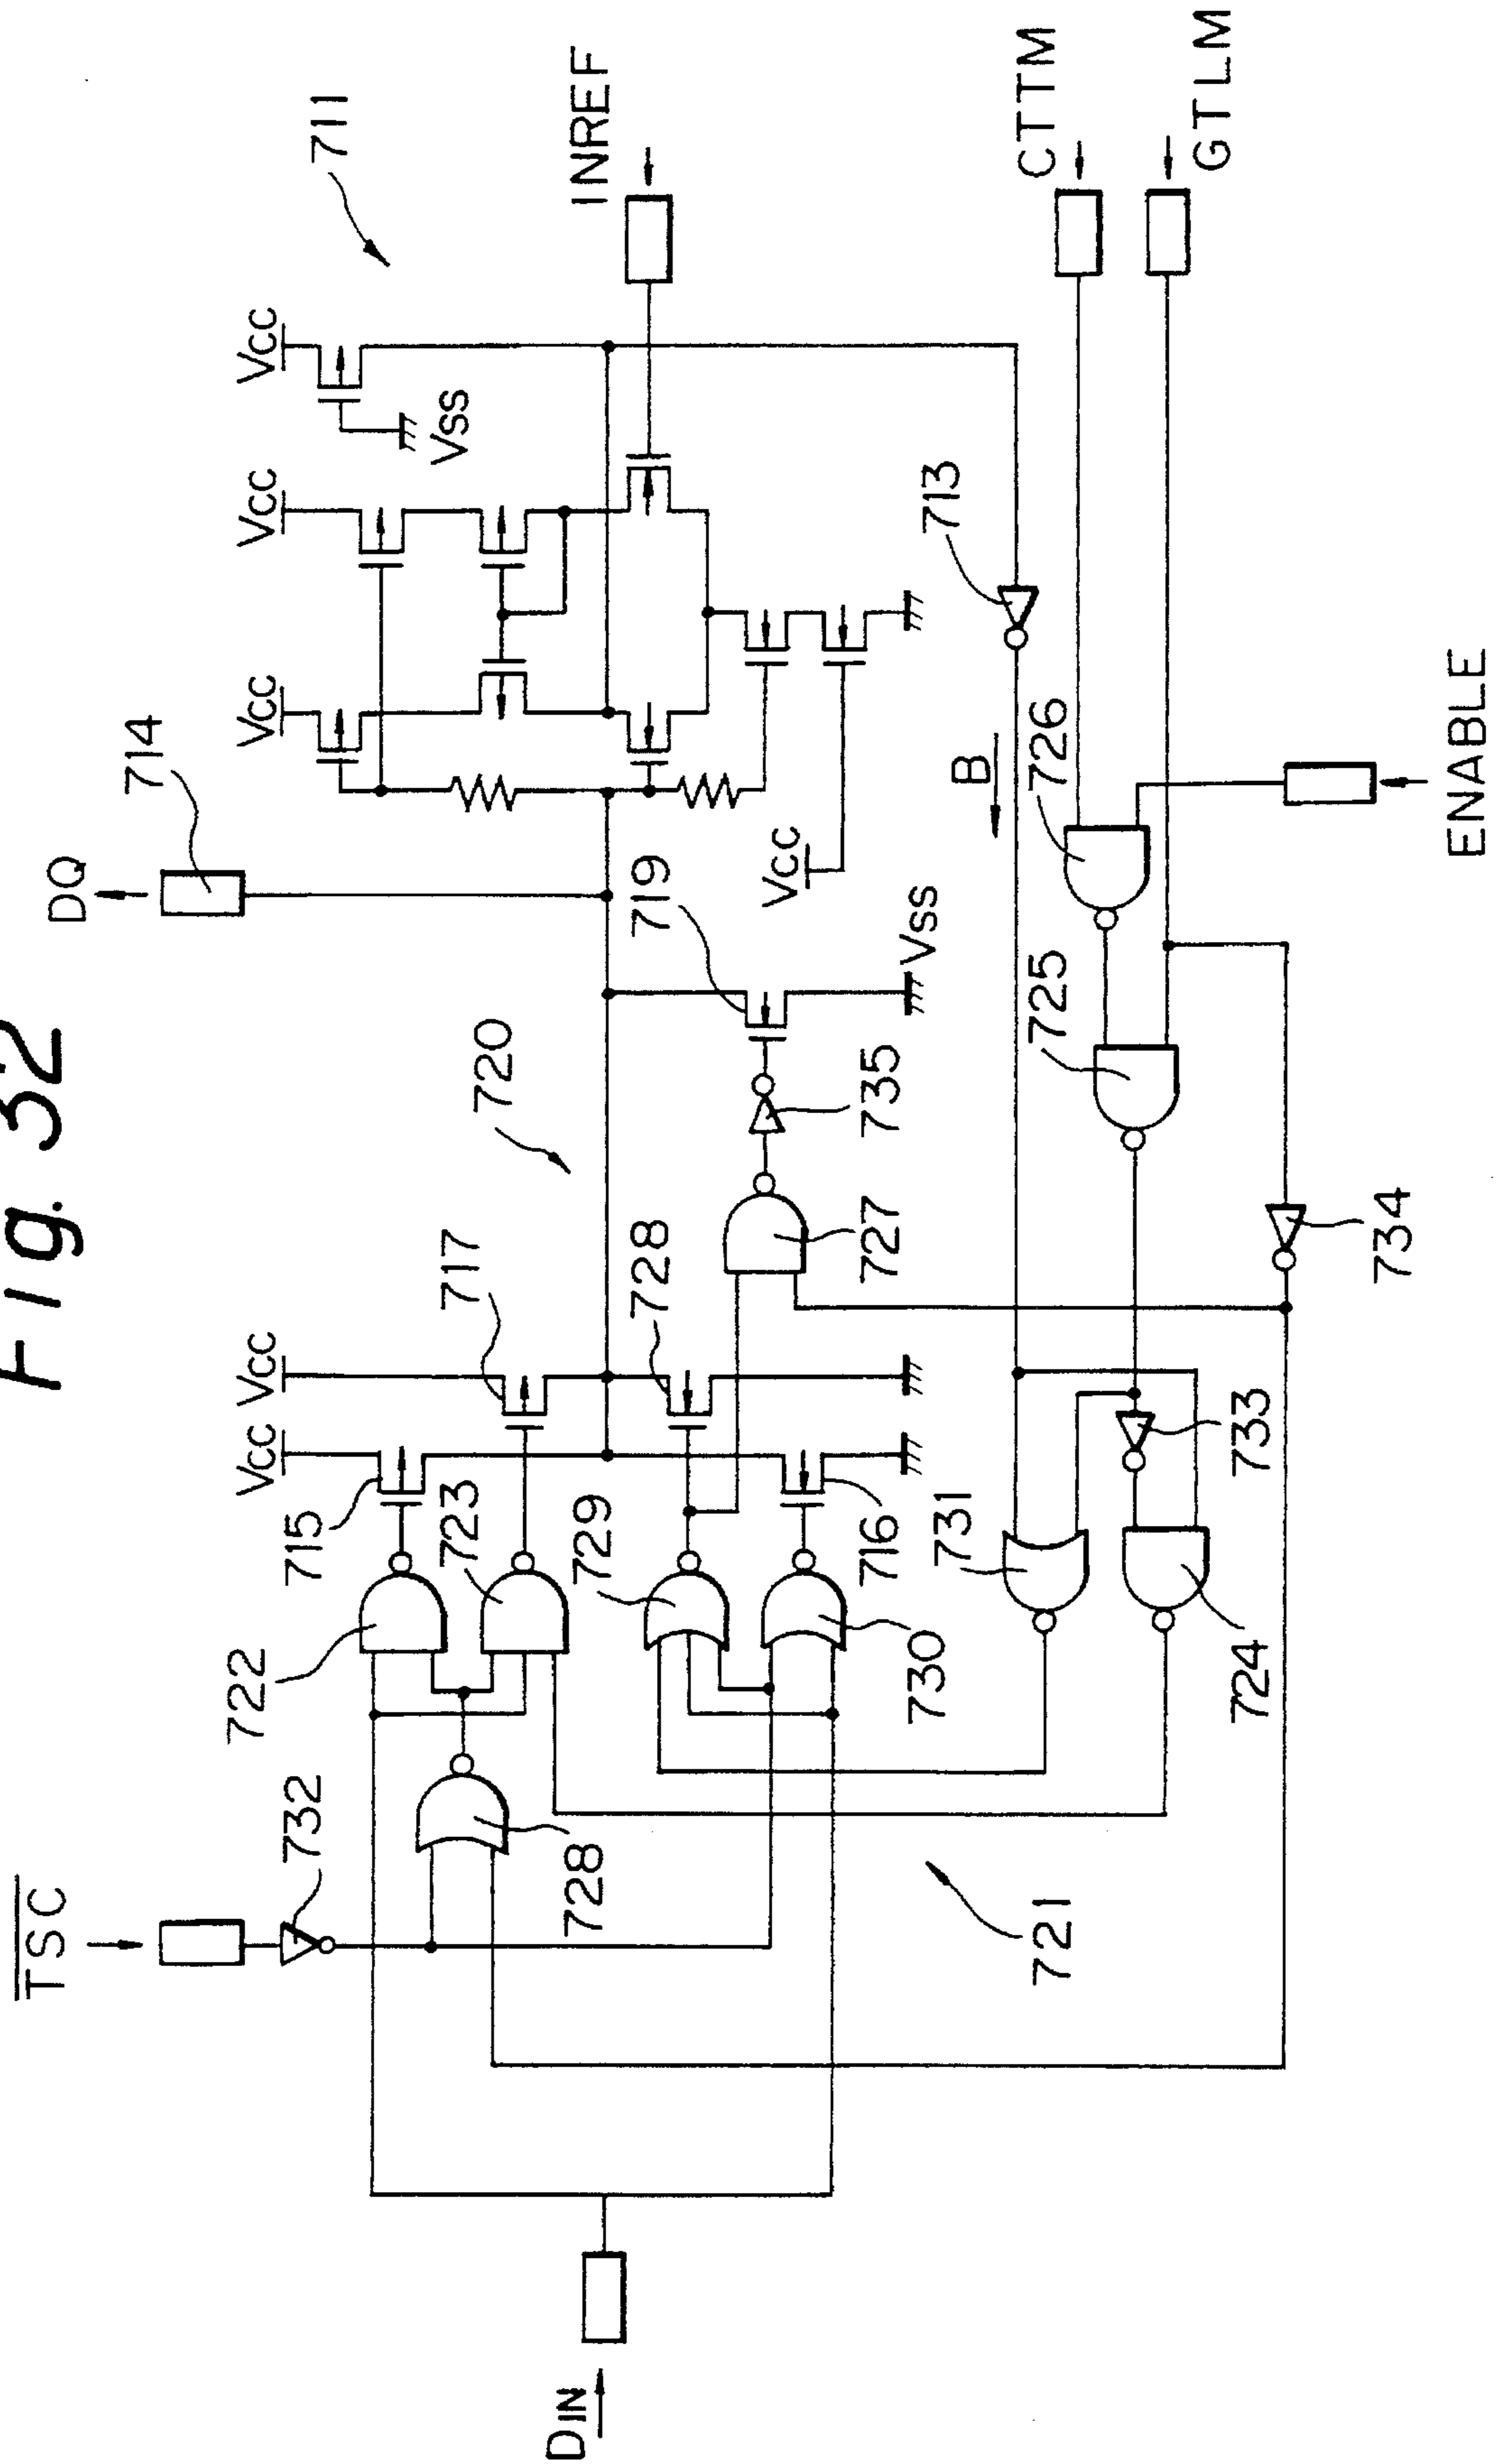 Fig. 32
TSC
DQ
714
711
732
VCC
VCC
VCC
VCC
VCC
722
715
723
717
720
VSS
INREF
728
729
728
719
VCC
730
716
727
735
VSS
713
CTTM
DIN
721
731
B
726
GTLM
724
733
725
734
ENABLE